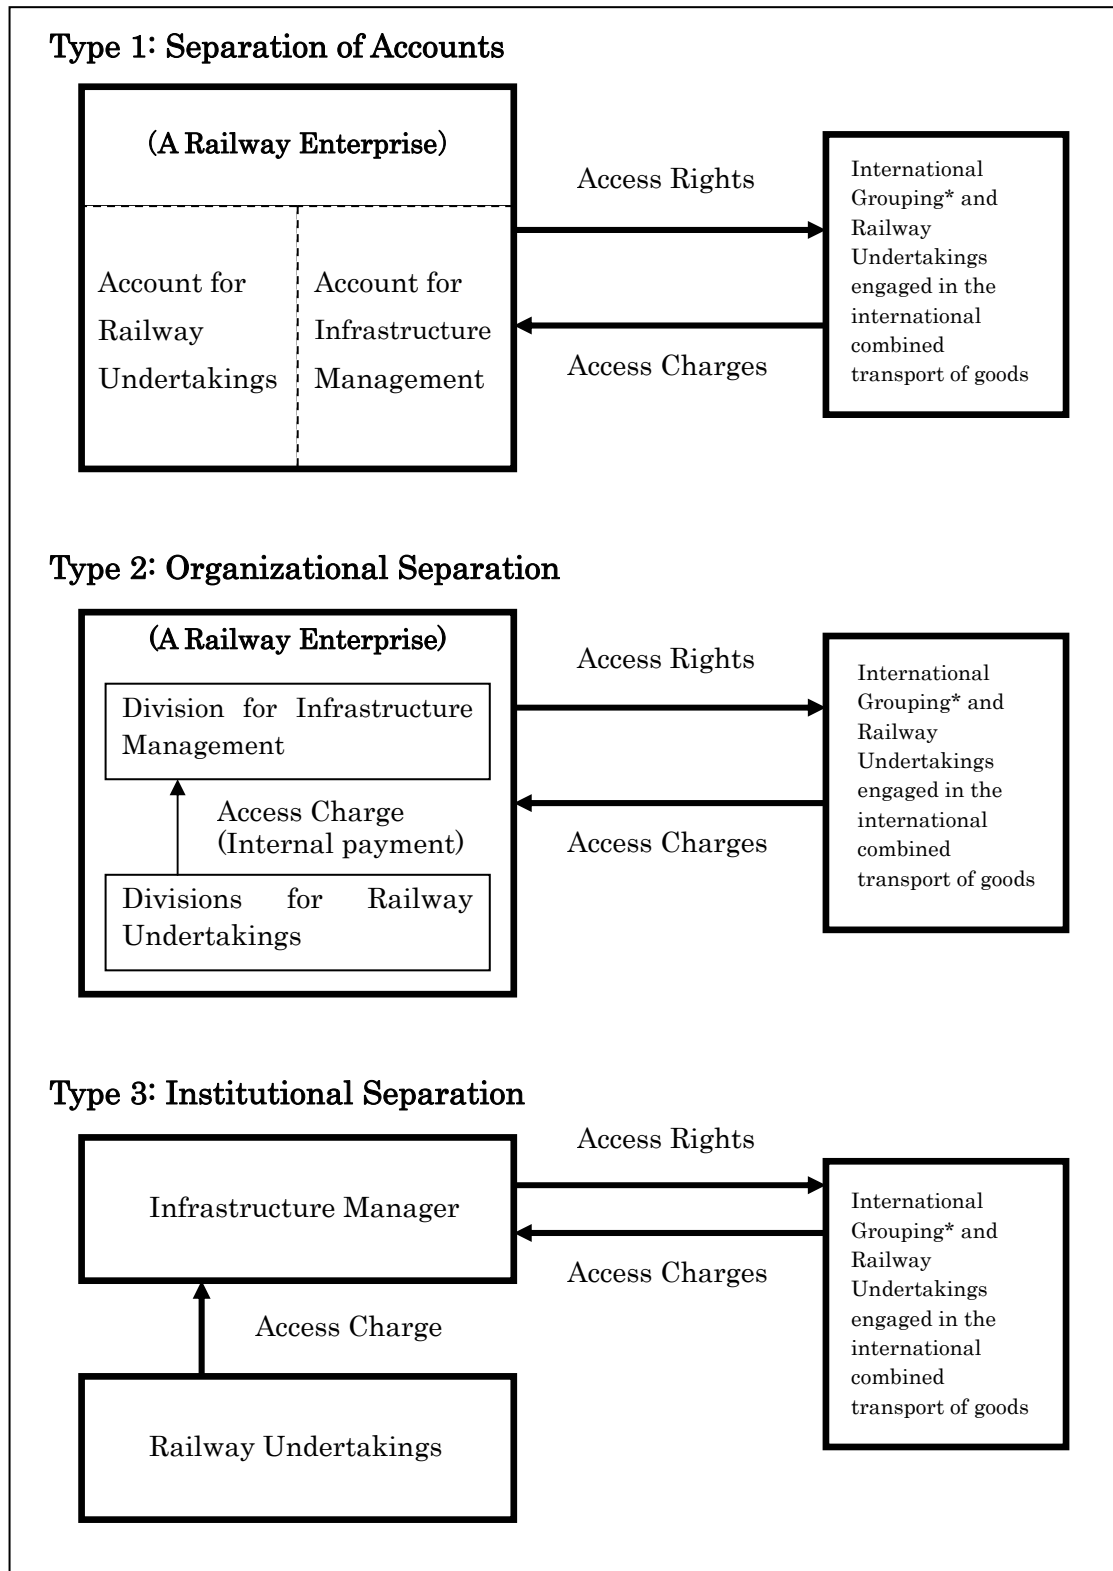 Type 1: Separation of Accounts
(A Railway Enterprise)
Account for
Railway
Undertakings
Account for
Infrastructure
Management
Access Rights
Access Charges
International
Grouping* and
Railway
Undertakings
engaged in the
international
combined
transport of goods
Type 2: Organizational Separation
(A Railway Enterprise)
Division for Infrastructure
Management
Access Charge
(Internal payment)
Divisions for Railway
Undertakings
Access Rights
Access Charges
International
Grouping* and
Railway
Undertakings
engaged in the
international
combined
transport of goods
Type 3: Institutional Separation
Infrastructure Manager
Access Charge
Railway Undertakings
Access Rights
Access Charges
International
Grouping* and
Railway
Undertakings
engaged in the
international
combined
transport of goods